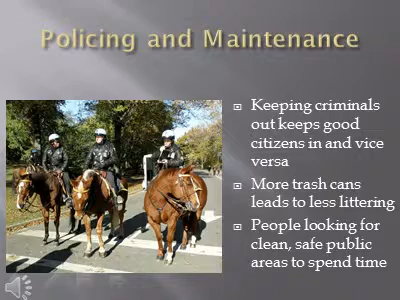 Policing and Maintenance
Keeping criminals
out keeps good
citizens in and vice
versa
More trash cans
leads to less littering
People looking for
clean, safe public
areas to spend time